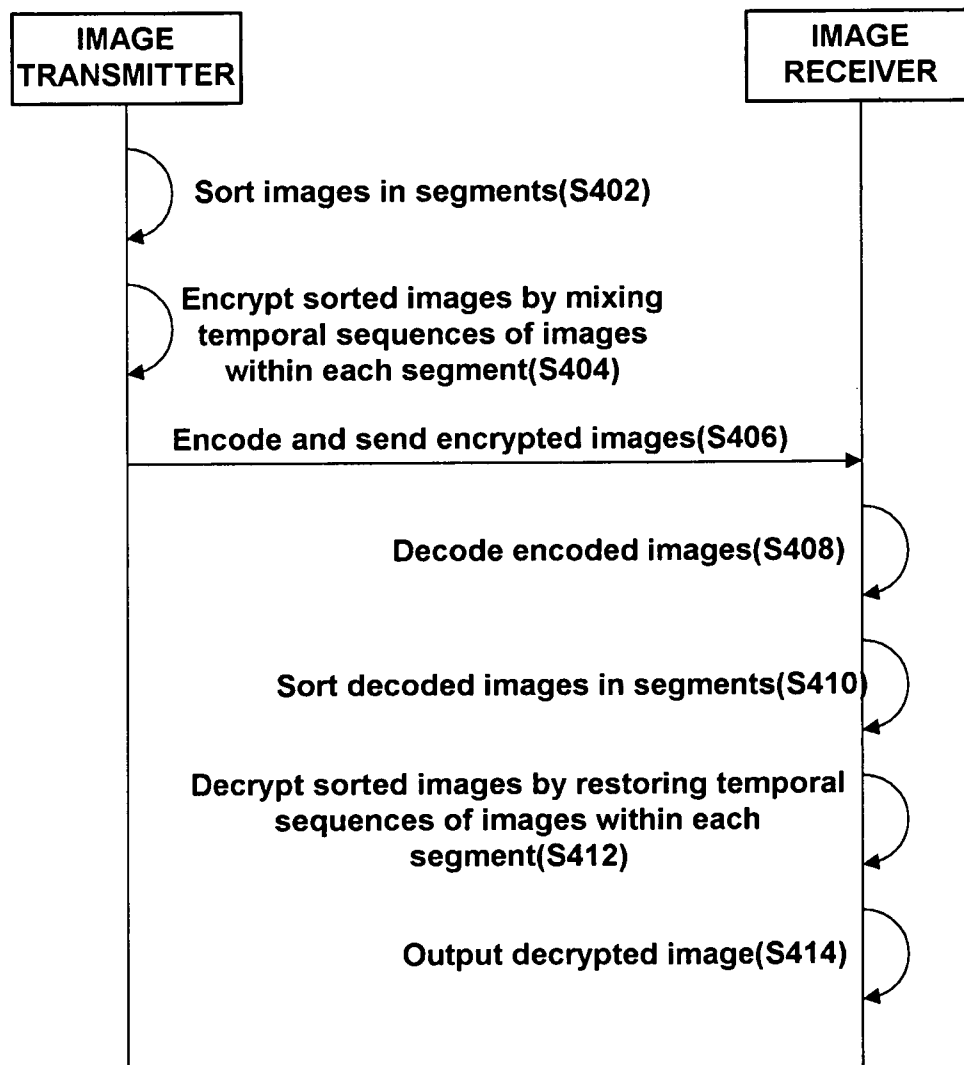 IMAGE
TRANSMITTER
IMAGE
RECEIVER
Sort images in segments(S402)
Encrypt sorted images by mixing
temporal sequences of images
within each segment(S404)
Encode and send encrypted images(S406)
Decode encoded images(S408)
Sort decoded images in segments(S410)
Decrypt sorted images by restoring temporal
sequences of images within each
segment(S412)
Output decrypted image(S414)